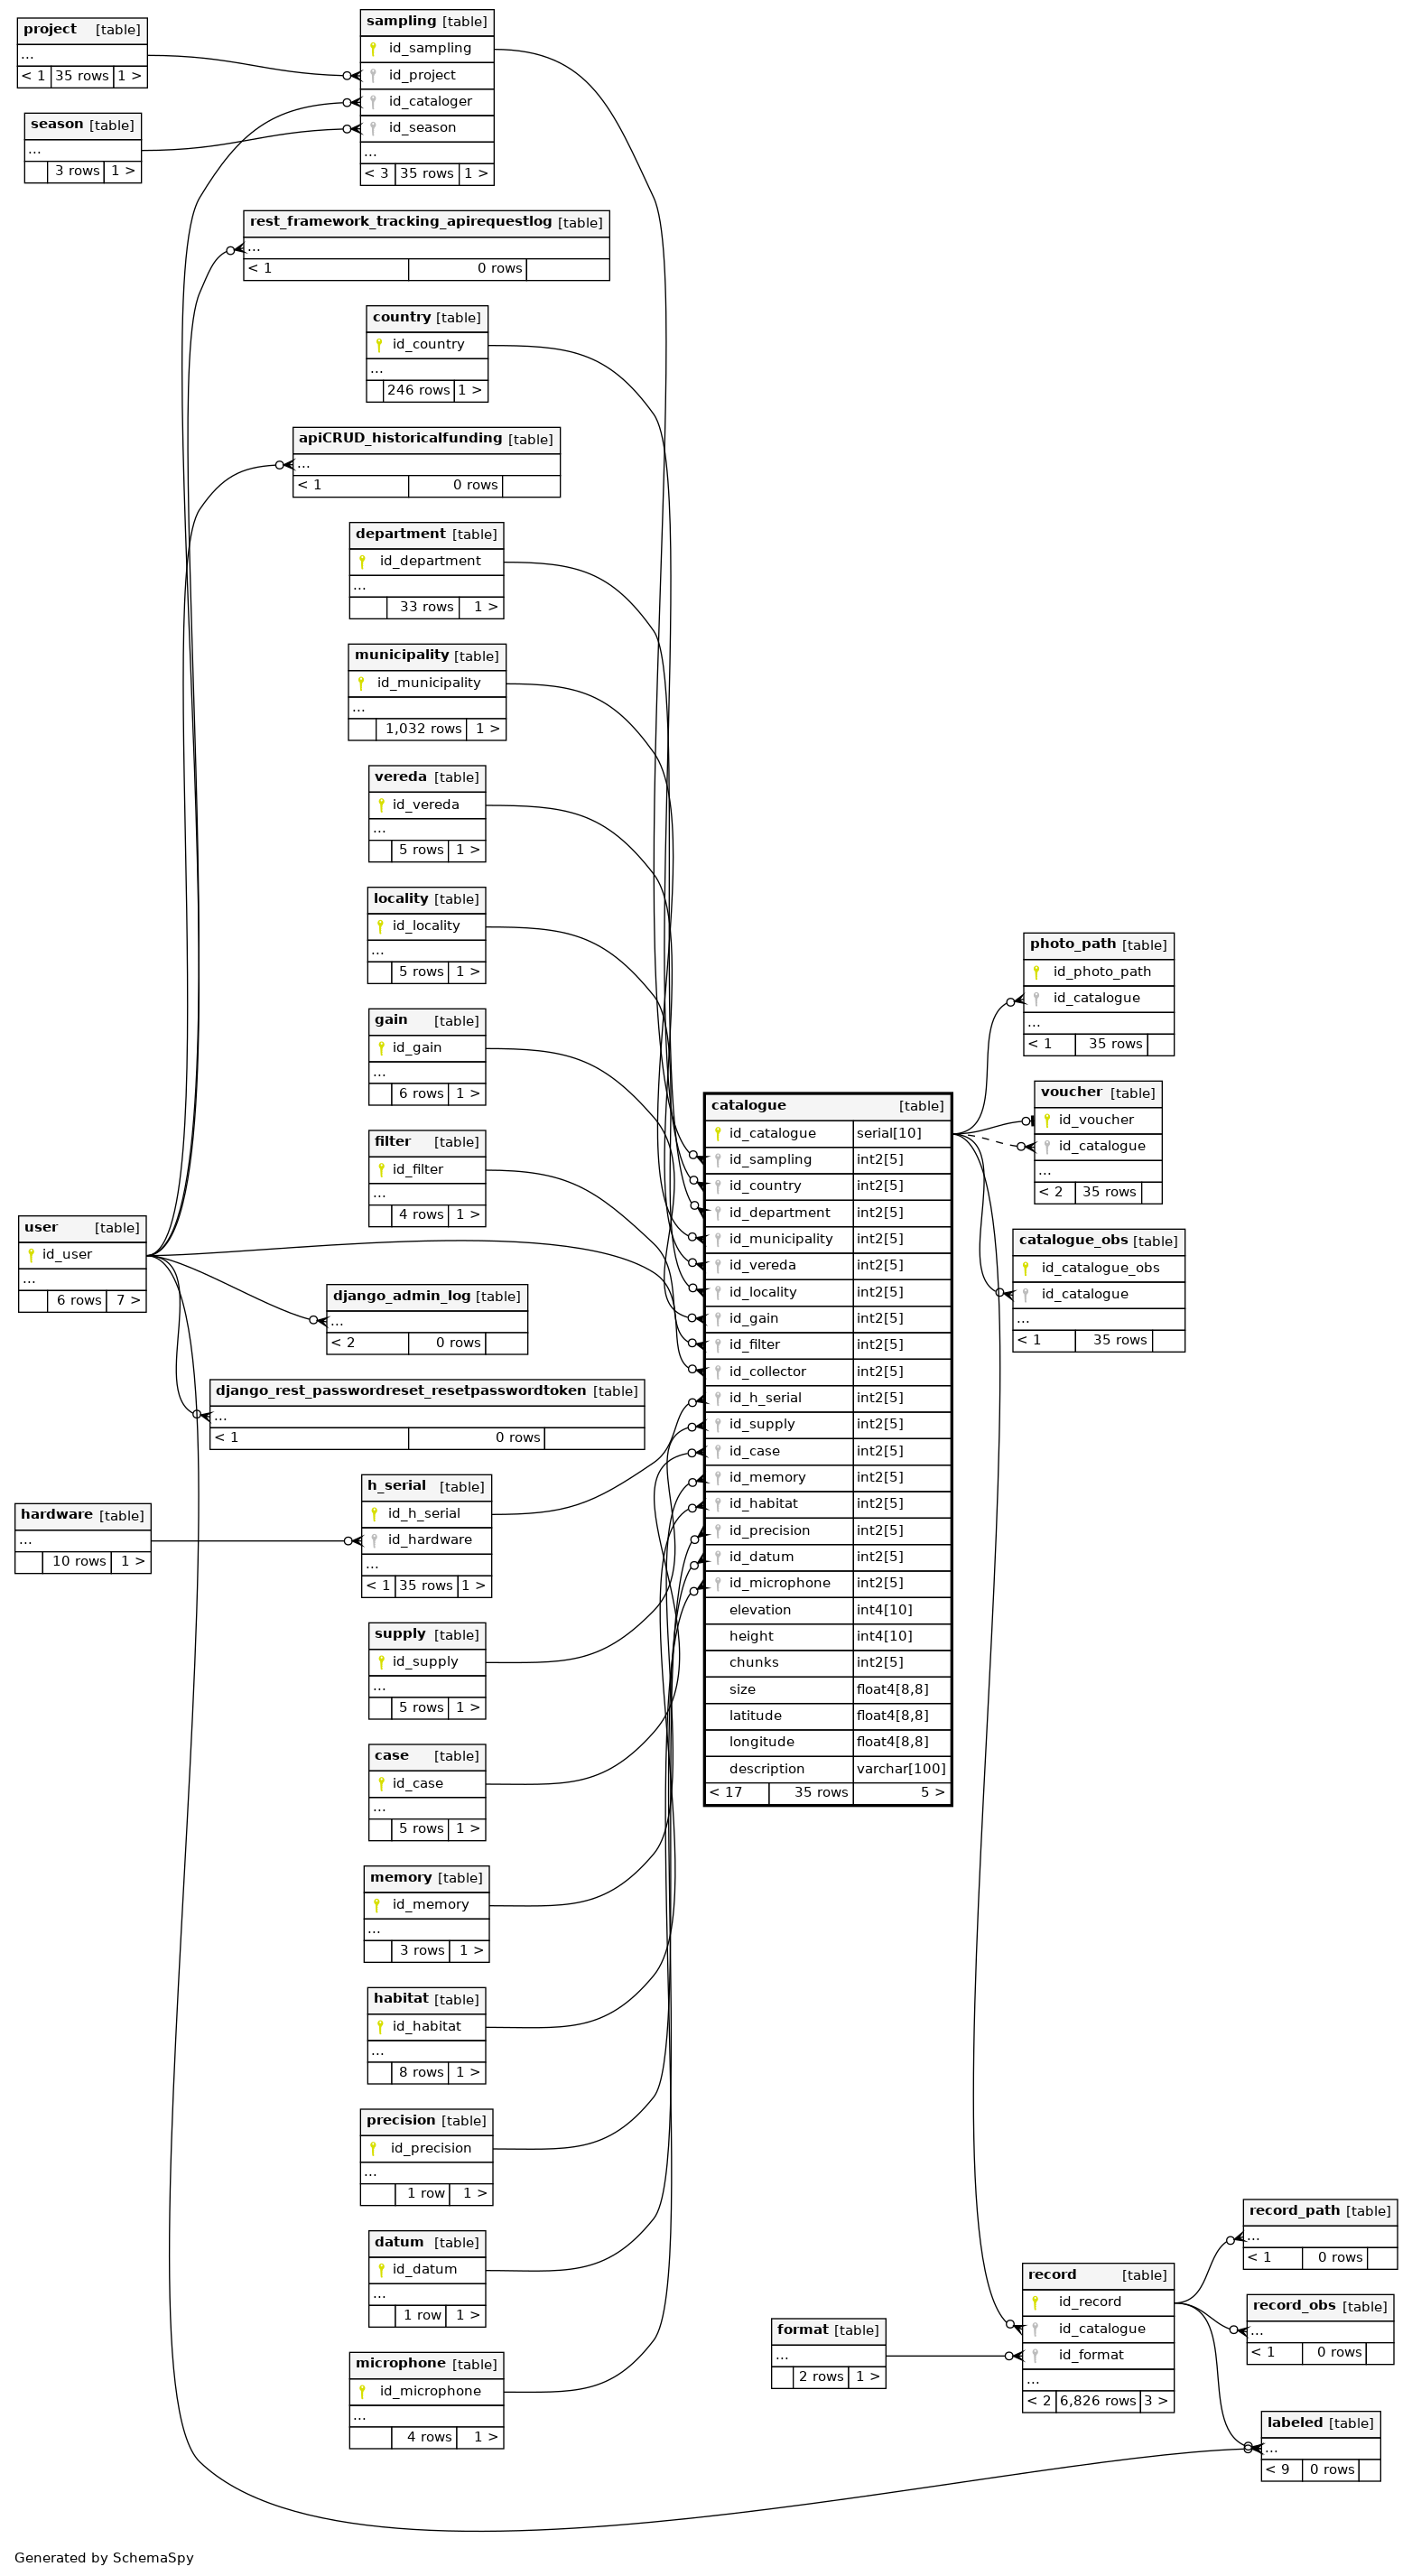 project [table]
...
< 1 35 rows 1 >
season [table]
...
3 rows 1 >
sampling [table]
id_sampling
id_project
id_cataloger
id_season
...
< 3 35 rows 1 >
rest_framework_tracking_apirequestlog [table]
...
< 1 0 rows
country [table]
id_country
...
246 rows 1 >
apiCRUD_historicalfunding [table]
...
< 1 0 rows
department [table]
id_department
...
33 rows 1 >
municipality [table]
id_municipality
...
1,032 rows 1 >
vereda [table]
id_vereda
...
5 rows 1 >
locality [table]
id_locality
...
5 rows 1 >
gain [table]
id_gain
...
6 rows 1 >
filter [table]
id_filter
...
4 rows 1 >
user [table]
id_user
...
6 rows 7 >
django_admin_log [table]
...
< 2 0 rows
django_rest_passwordreset_resetpasswordtoken [table]
...
< 1 0 rows
hardware [table]
...
10 rows 1 >
h_serial [table]
id_h_serial
id_hardware
...
< 1 35 rows 1 >
supply [table]
id_supply
...
5 rows 1 >
case [table]
id_case
...
5 rows 1 >
memory [table]
id_memory
...
3 rows 1 >
habitat [table]
id_habitat
...
8 rows 1 >
precision [table]
id_precision
...
1 row 1 >
datum [table]
id_datum
...
1 row 1 >
microphone [table]
id_microphone
...
4 rows 1 >
catalogue [table]
id_catalogue serial[10]
id_sampling int2[5]
id_country int2[5]
id_department int2[5]
id_municipality int2[5]
id_vereda int2[5]
id_locality int2[5]
id_gain int2[5]
id_filter int2[5]
id_collector int2[5]
id_h_serial int2[5]
id_supply int2[5]
id_case int2[5]
id_memory int2[5]
id_habitat int2[5]
id_precision int2[5]
id_datum int2[5]
id_microphone int2[5]
elevation int4[10]
height int4[10]
chunks int2[5]
size float4[8,8]
latitude float4[8,8]
longitude float4[8,8]
description varchar[100]
< 17 35 rows 5 >
photo_path [table]
id_photo_path
id_catalogue
...
< 1 35 rows
voucher [table]
id_voucher
id_catalogue
...
< 2 35 rows
catalogue_obs [table]
id_catalogue_obs
id_catalogue
...
< 1 35 rows
format [table]
...
2 rows 1 >
record [table]
id_record
id_catalogue
id_format
...
< 2 6,826 rows 3 >
record_path [table]
...
< 1 0 rows
record_obs [table]
...
< 1 0 rows
labeled [table]
...
< 9 0 rows
Generated by SchemaSpy